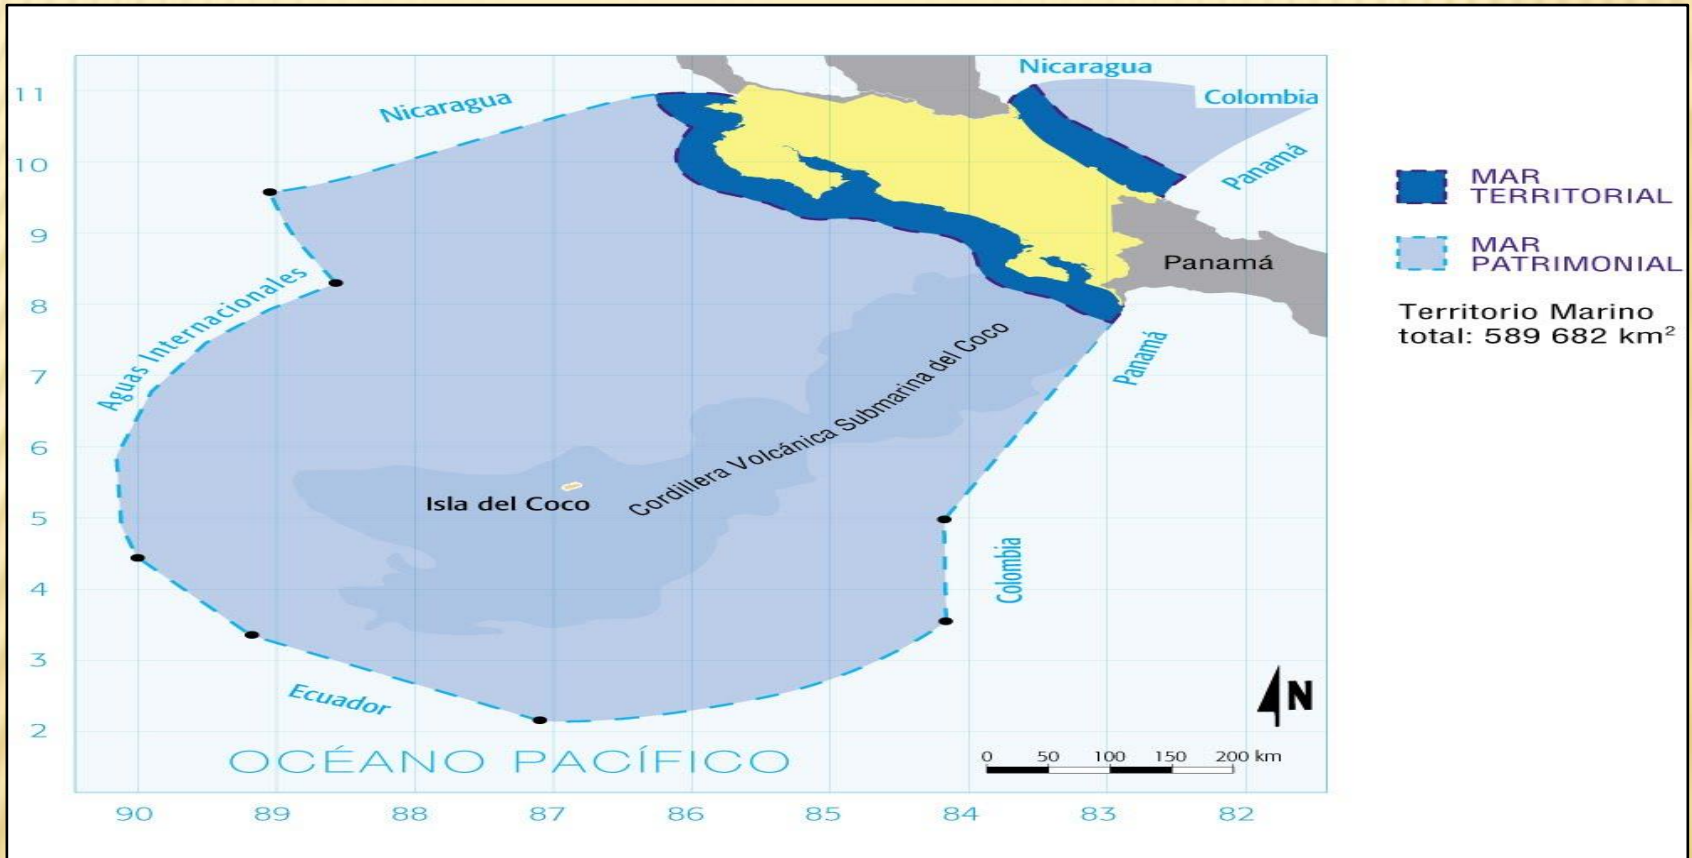 Nicaragua
Colombia
Nicaragua
11
10
9
8
7
6
5
4
3
2
Panamá
Panamá
Aguas Internacionales
Cordillera Volcánica Submarina del Coco
Panamá
Isla del Coco
Colombia
Ecuador
OCÉANO PACÍFICO
N
0 50 100 150 200 km
90 89 88 87 86 85 84 83 82
MAR
TERRITORIAL
MAR
PATRIMONIAL
Territorio Marino
total: 589 682 km²